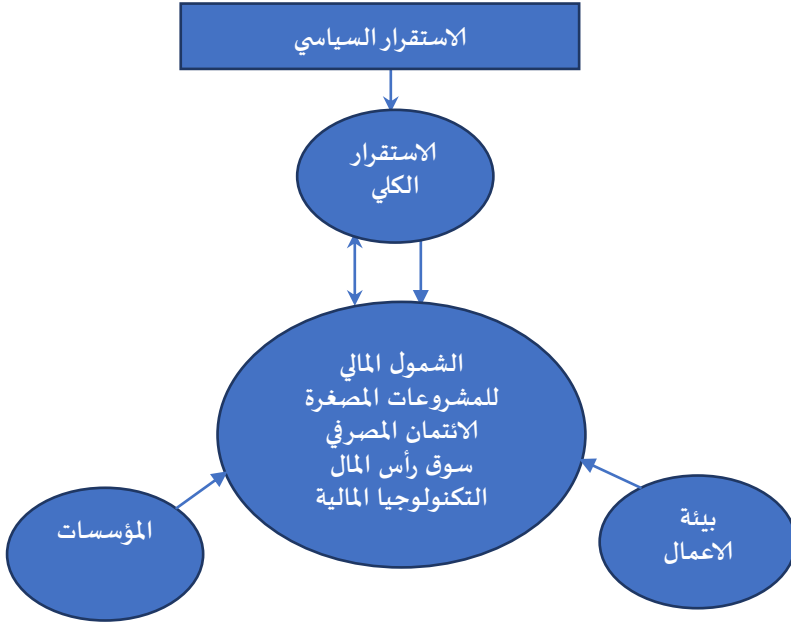 الاستقرار السياسي
الاستقرار
الكلي
الشمول المالي
للمشروعات المصغرة
الائتمان المصرفي
سوق رأس المال
التكنولوجيا المالية
المؤسسات
بيئة
الاعمال